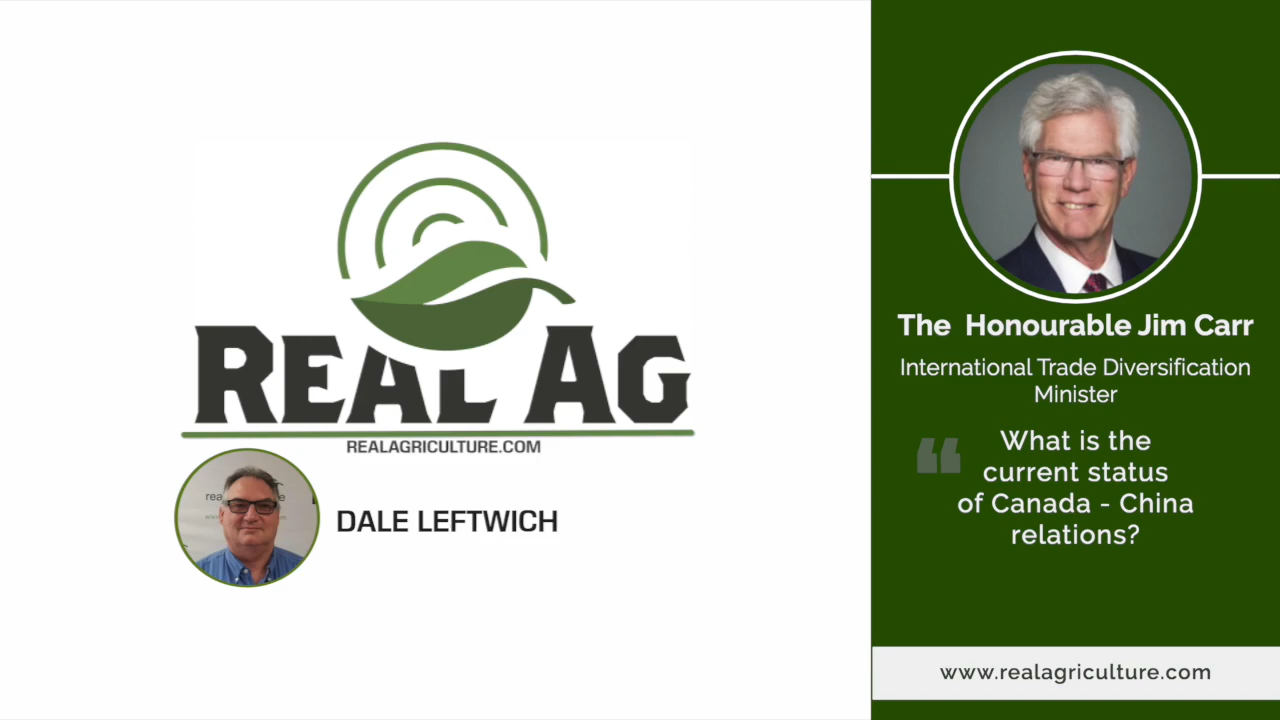 REAL AG
REALAGRICULTURE.COM
DALE LEFTWICH
The Honourable Jim Carr
International Trade Diversification
Minister
“ What is the
current status
of Canada - China
relations?
www.realagriculture.com